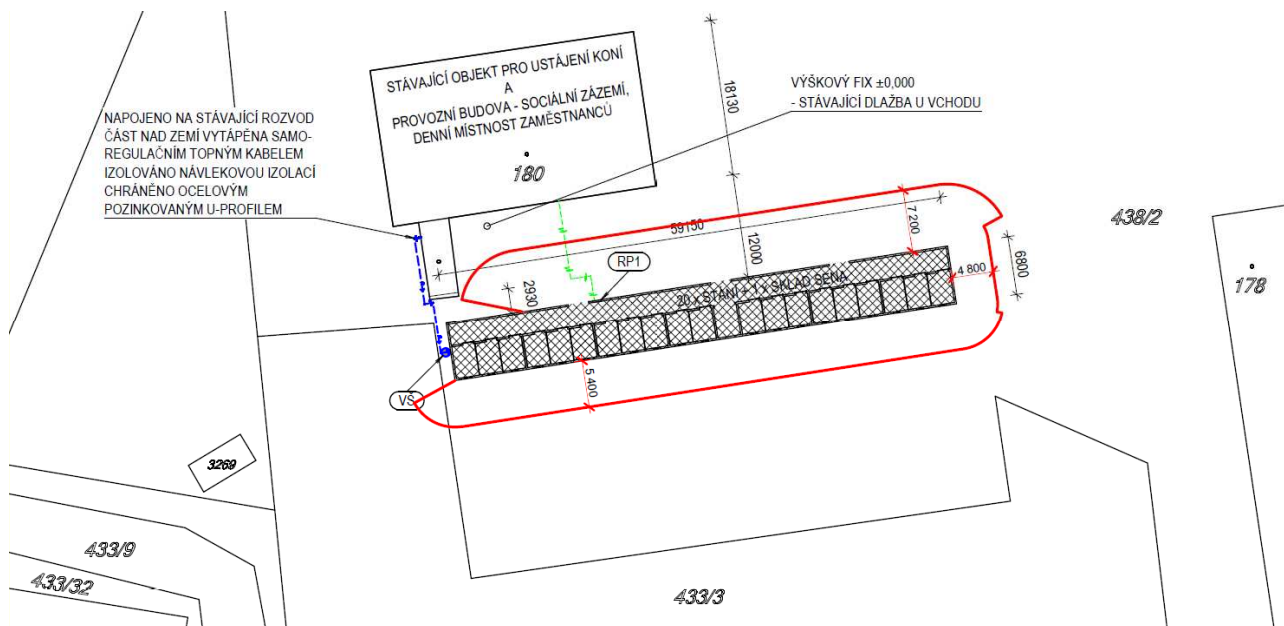 STÁVAJÍCÍ OBJEKT PRO USTÁJENÍ KONÍ
A
PROVOZNÍ BUDOVA - SOCIÁLNÍ ZÁZEMÍ,
DENNÍ MÍSTNOST ZAMĚSTNANCŮ
180
NAPOJENO NA STÁVAJÍCÍ ROZVOD
ČÁST NAD ZEMÍ VYTÁPĚNA SAMO-
REGULAČNÍM TOPNÝM KABELEM
IZOLOVÁNO NÁVLEKOVOU IZOLACÍ
CHRÁNĚNO OCELOVÝM
POZINKOVANÝM U-PROFILEM
VÝŠKOVÝ FIX ±0,000
- STÁVAJÍCÍ DLAŽBA U VCHODU
18130
438/2
59150
7 200
12000
RP1
6800
4 800
178
2930
20 x STÁNÍ + 1 x SKLAD SENA
5 400
VŠ
3269
433/9
433/32
433/3